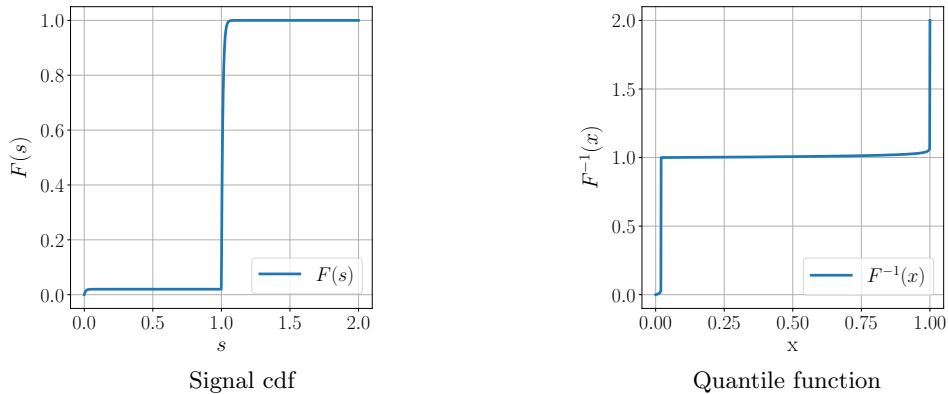 1.0
0.8
0.6
0.4
0.2
0.0
F(s)
F(s)
0.0 0.5 1.0 1.5 2.0
s
Signal cdf
2.0
1.5
1.0
0.5
0.0
F⁻¹(x)
F⁻¹(x)
0.00 0.25 0.50 0.75 1.00
x
Quantile function